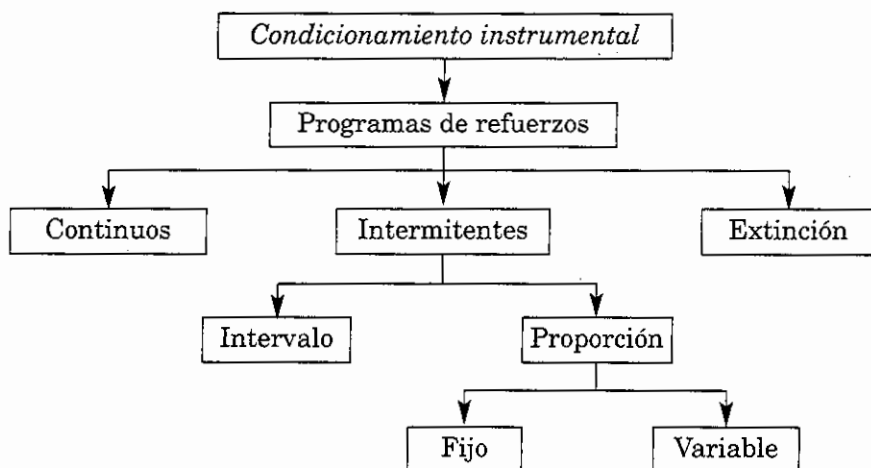 Condicionamiento instrumental
Programas de refuerzos
Continuos
Intermitentes
Extinción
Intervalo
Proporción
Fijo
Variable